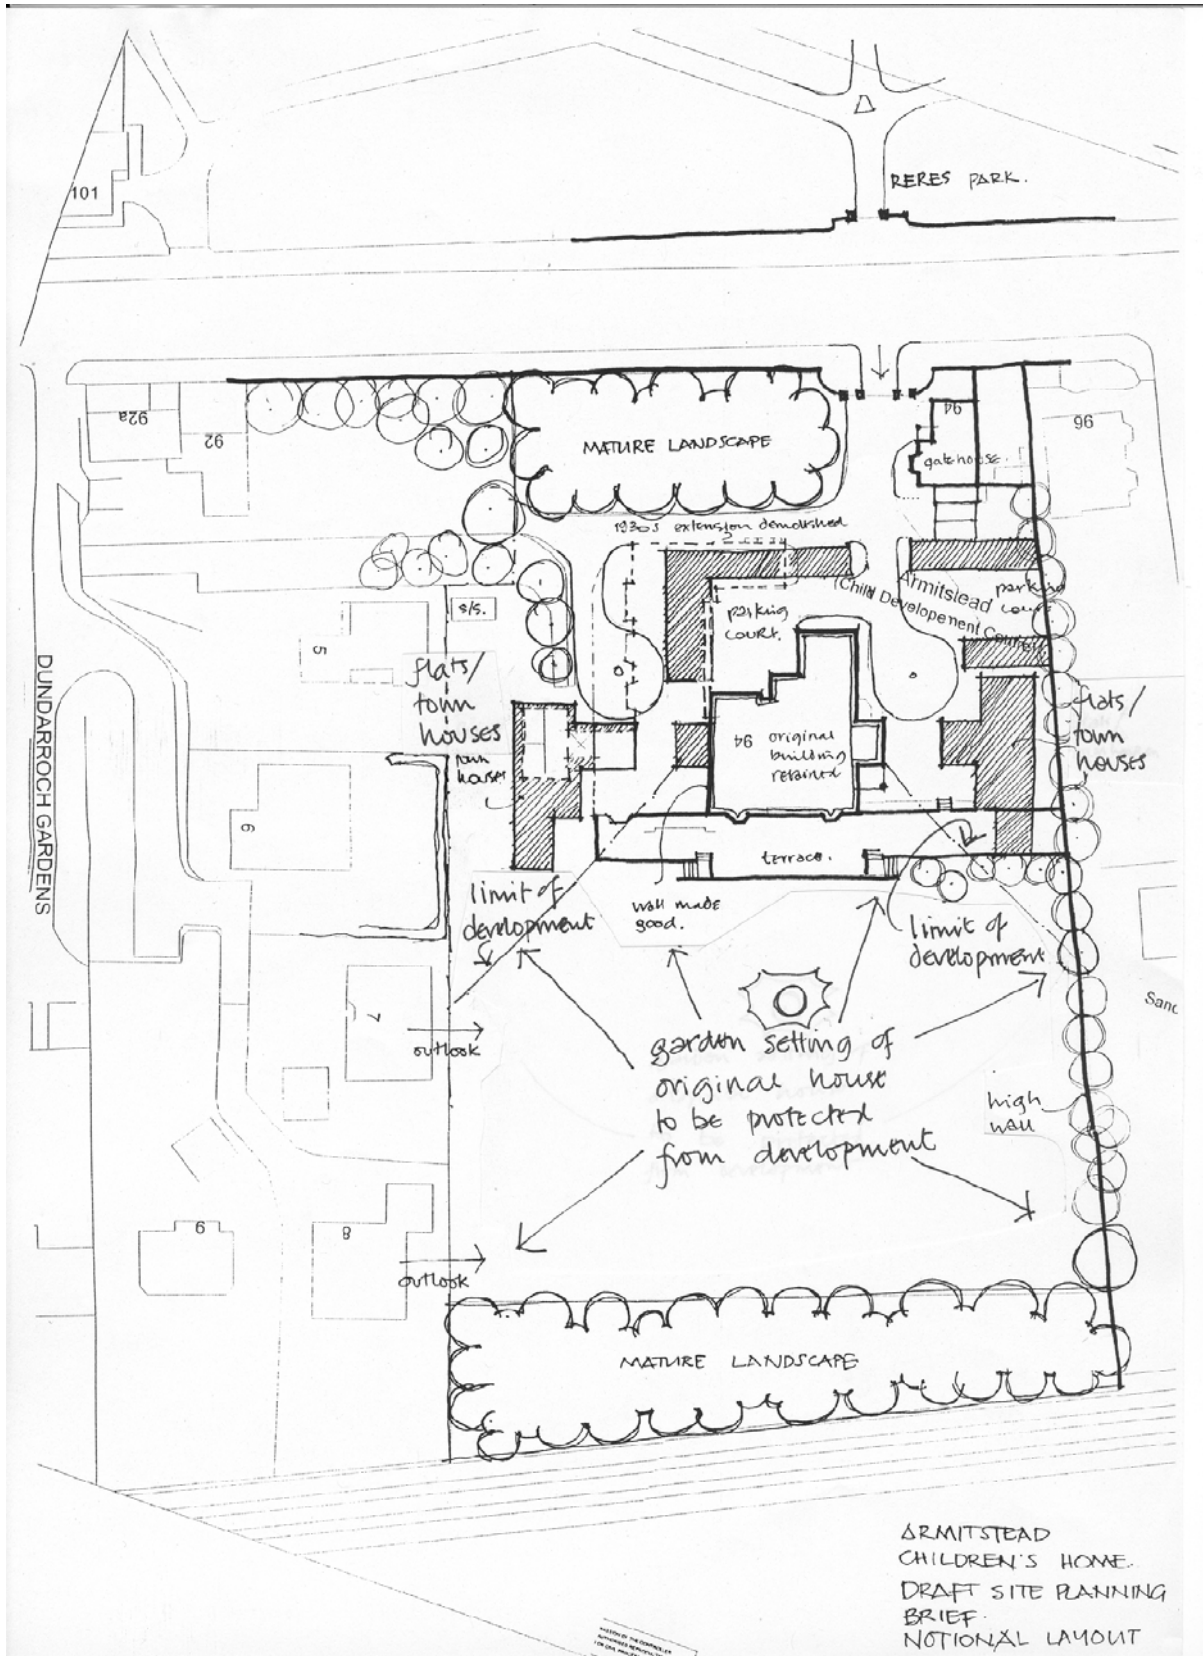 101
RERES PARK.
92a
92
MATURE LANDSCAPE
94
96
gatehouse.
1930s extension demolished
s/s.
5
parking
court.
Armitstead
(Child Developement Centre)
parking
court
flats/
town
houses
town
houses
94
original
building
retained
flats/
town
houses
DUNDARROCH GARDENS
6
terrace.
limit of
development
wall made
good.
limit of
development
7
outlook
Sanc
garden setting of
original house
to be protected
from development
high
wall
9
8
outlook
MATURE LANDSCAPE
ARMITSTEAD
CHILDREN'S HOME.
DRAFT SITE PLANNING
BRIEF.
NOTIONAL LAYOUT